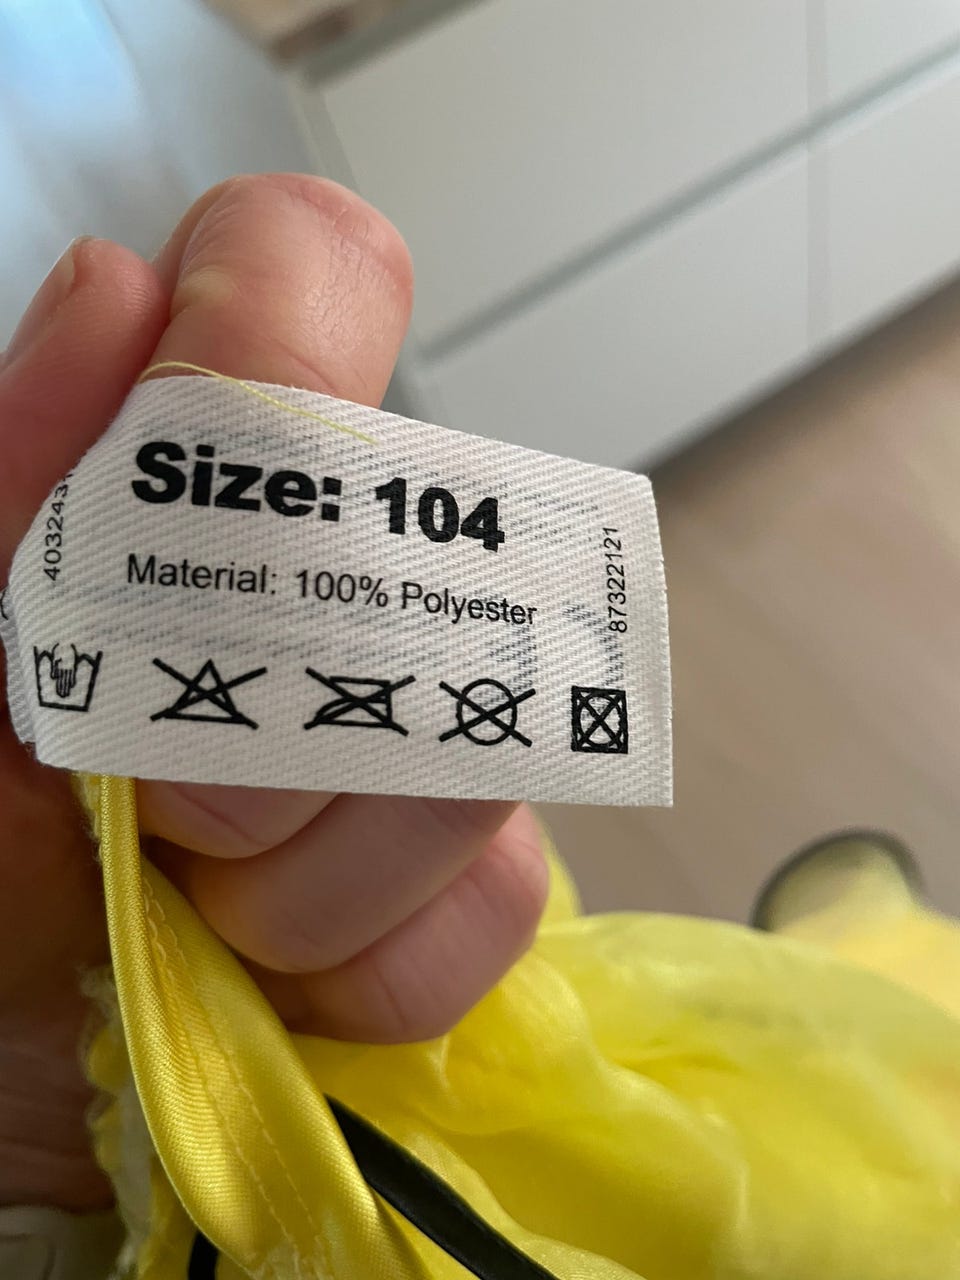 Size: 104
Material: 100% Polyester
87322121